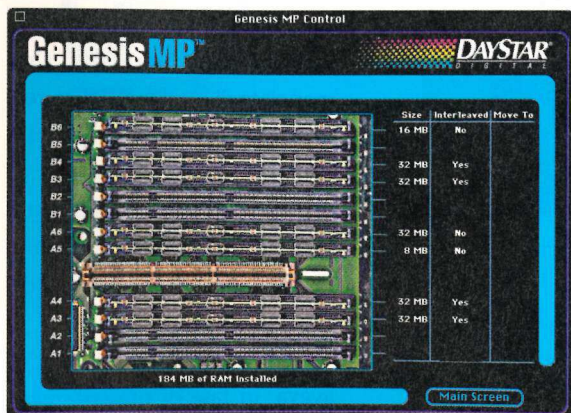 Genesis MP Control
Genesis MP™
DAYSTAR®
DIGITAL
Size Interleaved Move To
B6 16 MB No
B5
B4 32 MB Yes
B3 32 MB Yes
B2
B1
A6 32 MB No
A5 8 MB No
A4 32 MB Yes
A3 32 MB Yes
A2
A1
184 MB of RAM Installed
Main Screen